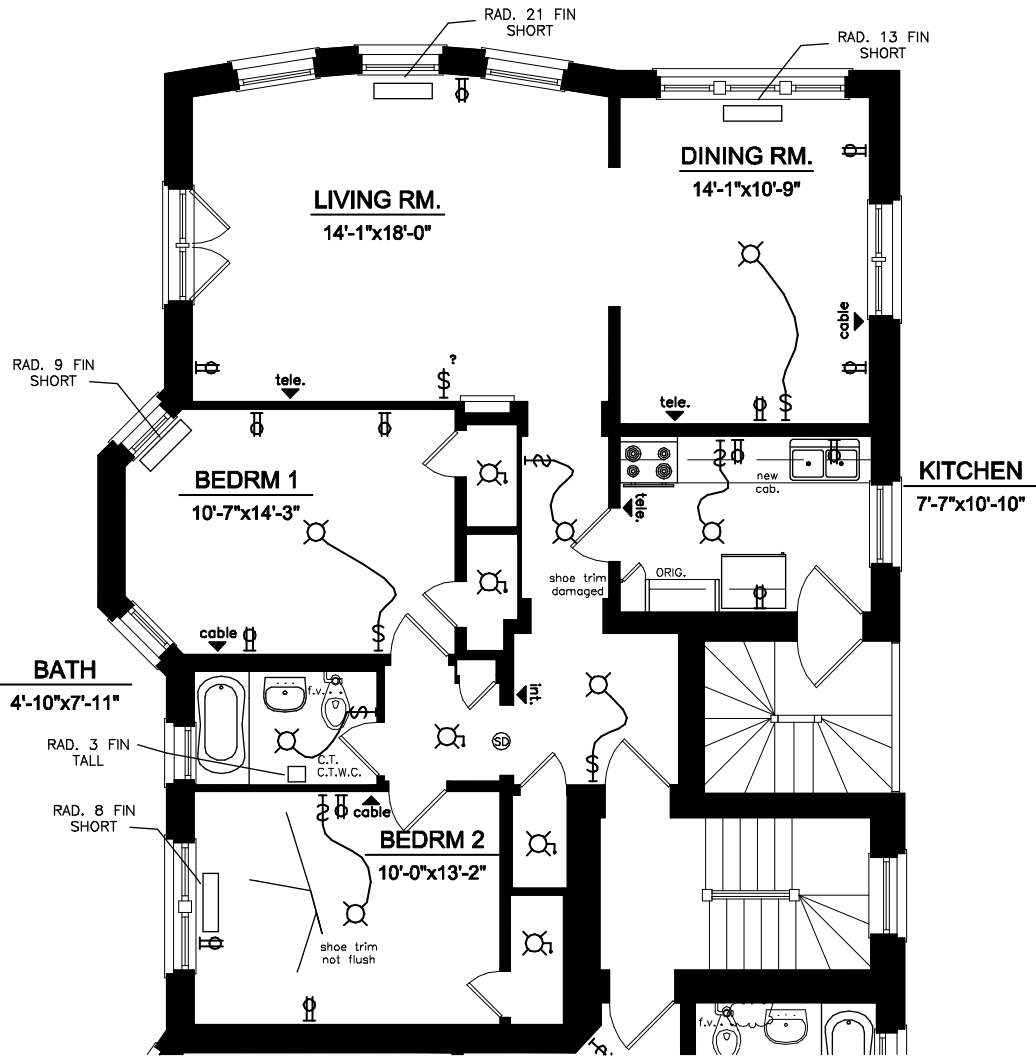 RAD. 21 FIN
SHORT
RAD. 13 FIN
SHORT
DINING RM.
14'-1"x10'-9"
LIVING RM.
14'-1"x18'-0"
cable
RAD. 9 FIN
SHORT
?
$
tele.
tele.
$
BEDRM 1
10'-7"x14'-3"
$
$
new
cab.
KITCHEN
7'-7"x10'-10"
tele.
shoe trim
damaged
ORIG.
cable
$
BATH
4'-10"x7'-11"
f.v.
$
int.
RAD. 3 FIN
TALL
C.T.
C.T.W.C.
SD
$
RAD. 8 FIN
SHORT
$
cable
BEDRM 2
10'-0"x13'-2"
shoe trim
not flush
f.v.